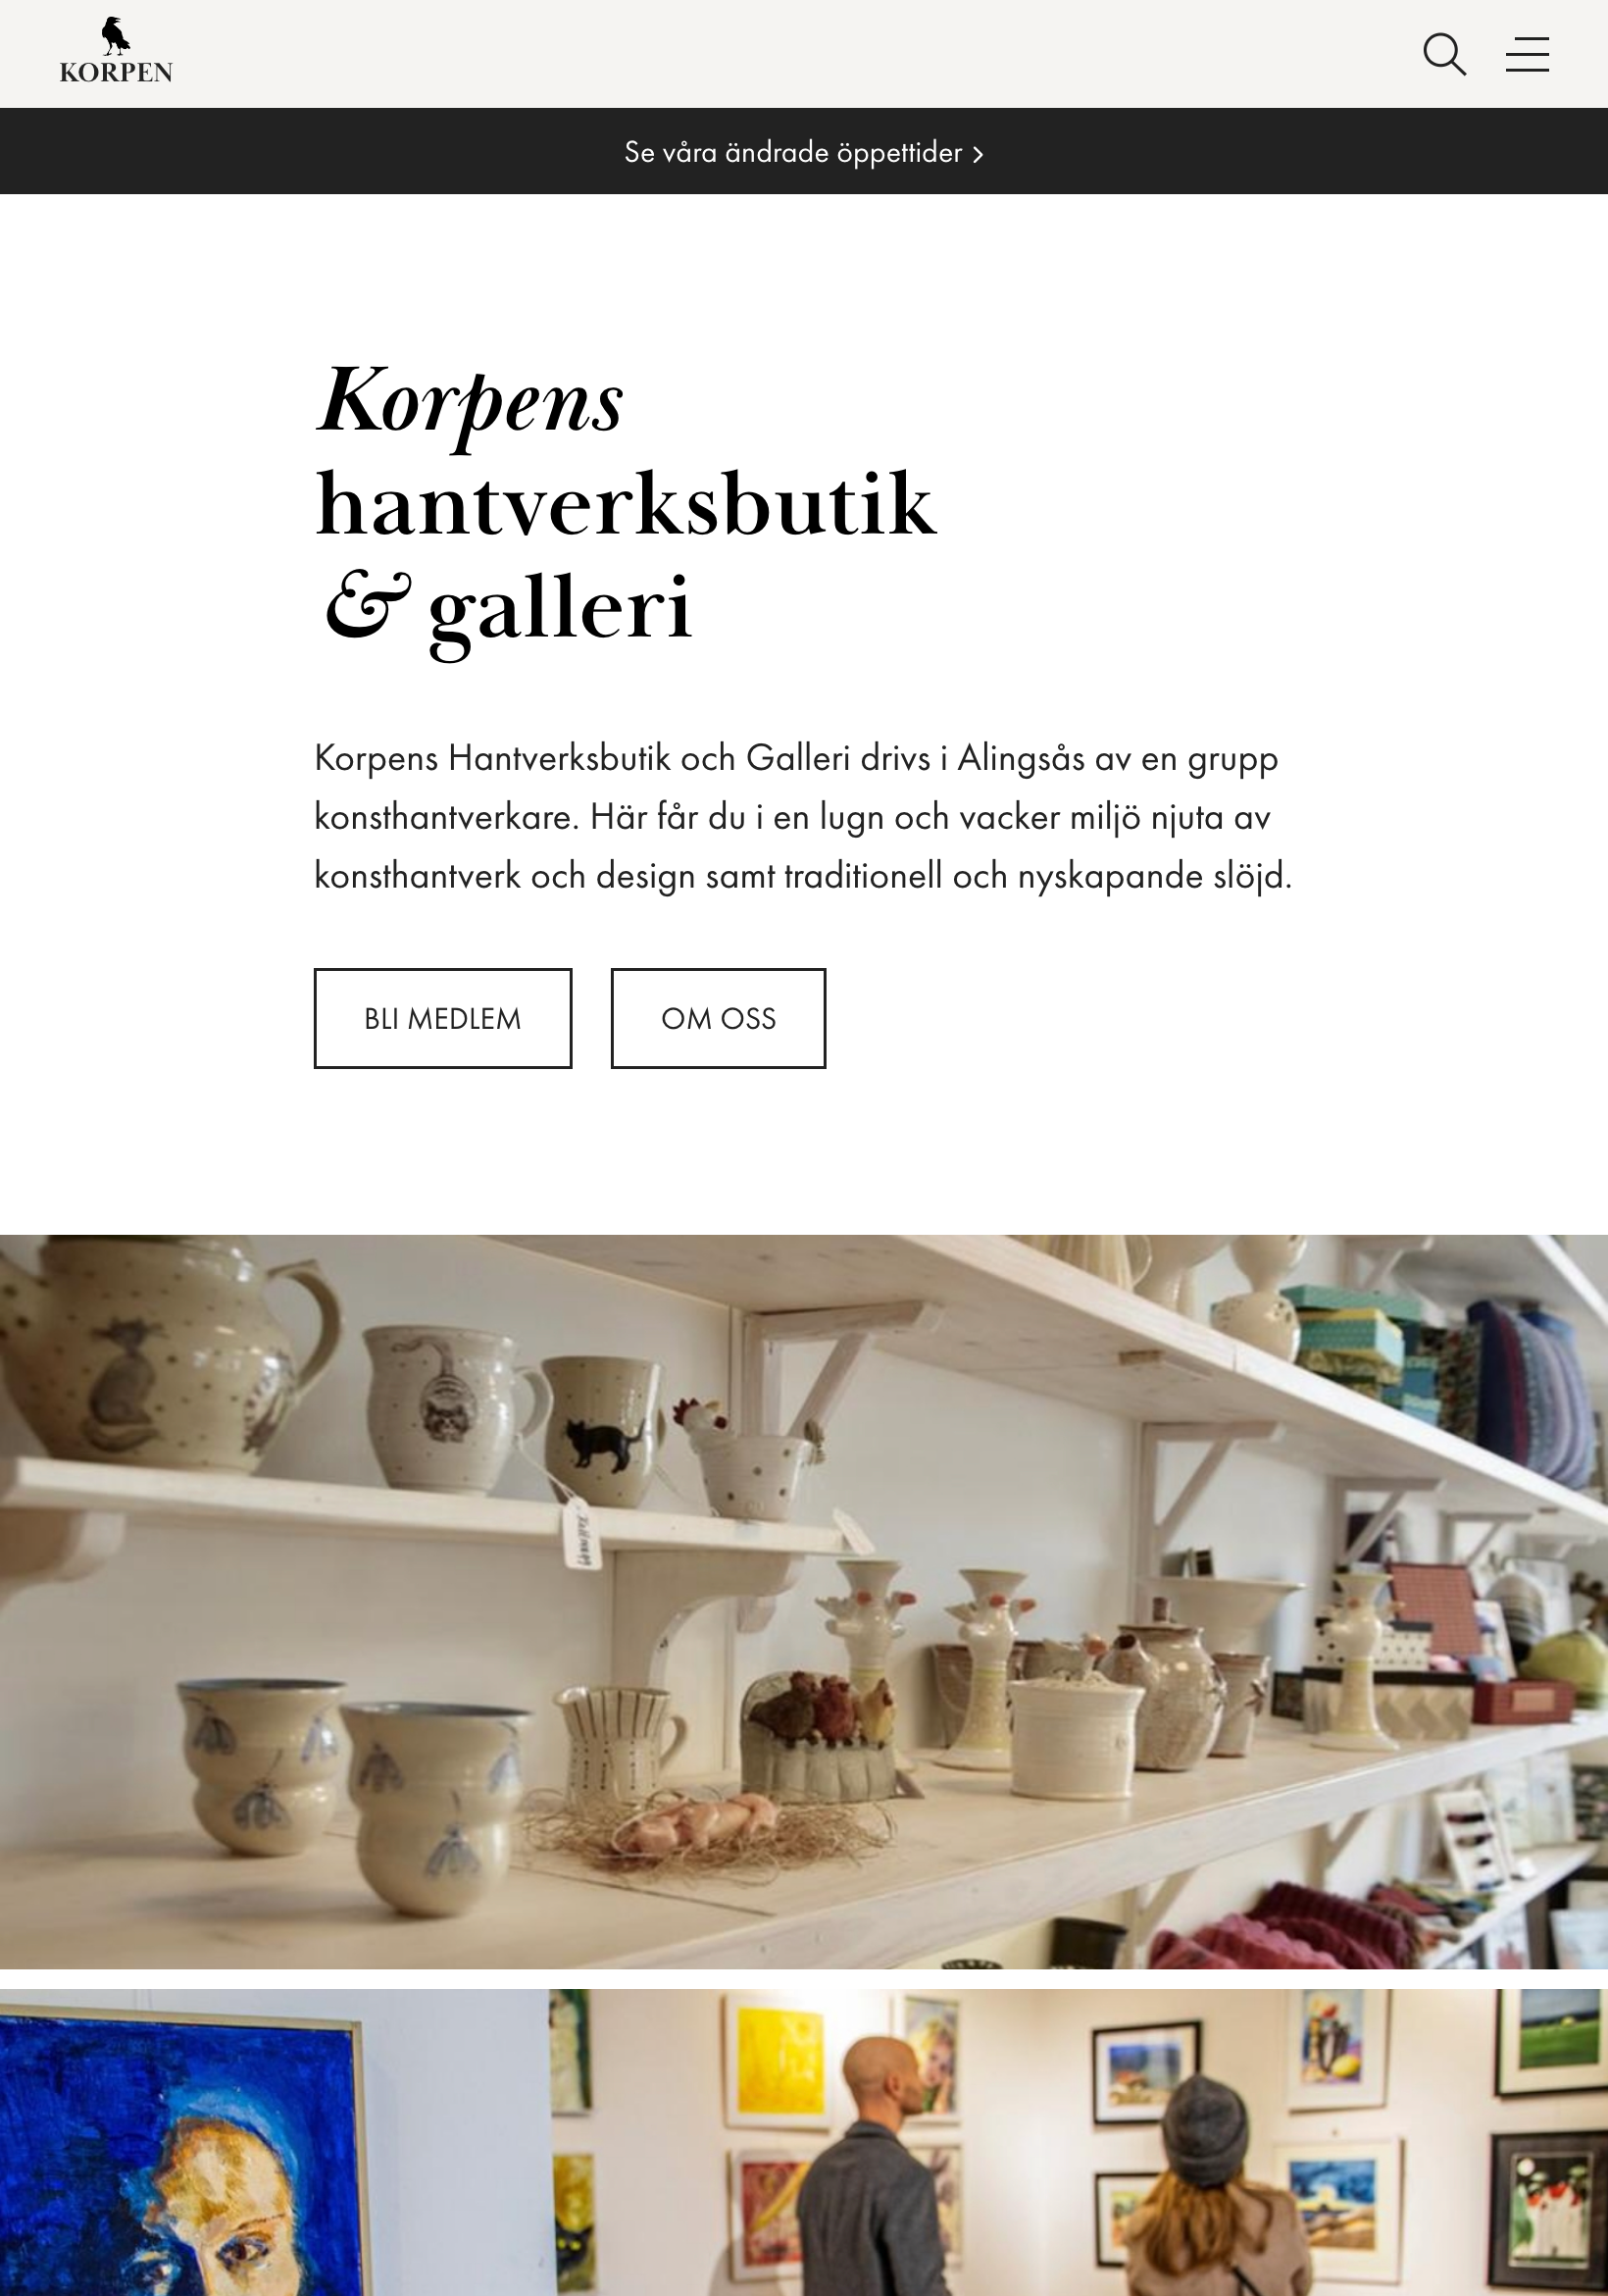 KORPEN
Se våra ändrade öppettider
Korpens
hantverksbutik
& galleri
Korpens Hantverksbutik och Galleri drivs i Alingsås av en grupp
konsthantverkare. Här får du i en lugn och vacker miljö njuta av
konsthantverk och design samt traditionell och nyskapande slöjd.
BLI MEDLEM
OM OSS